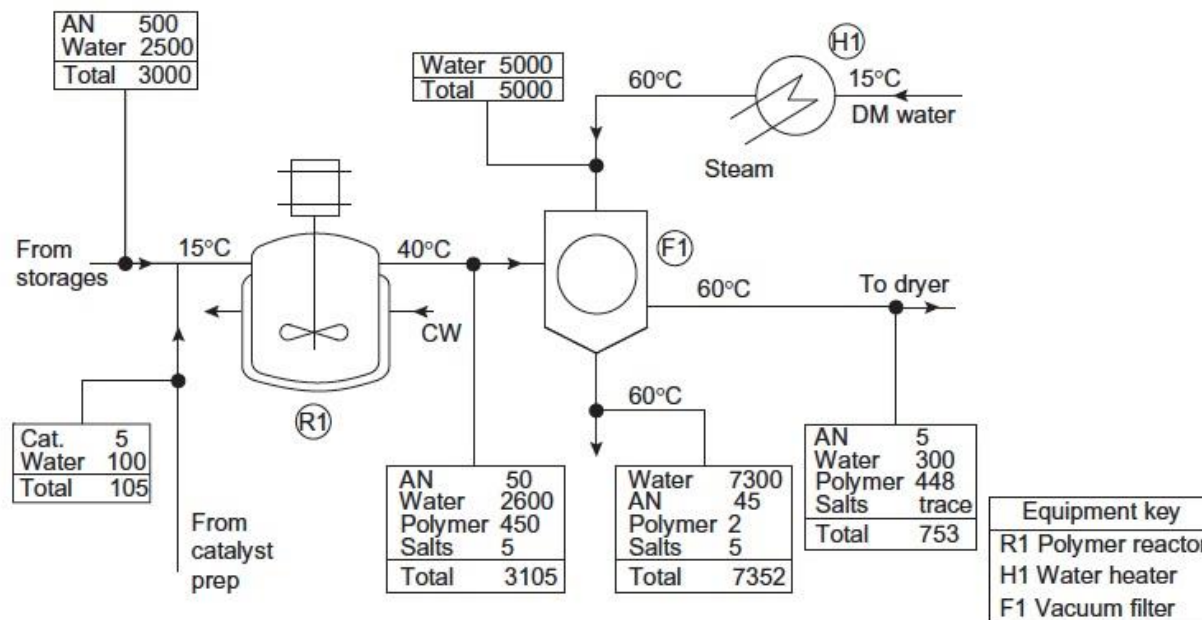 AN 500
Water 2500
Total 3000
Water 5000
Total 5000
H1
60°C
15°C
DM water
Steam
From
storages
15°C
40°C
F1
60°C
To dryer
CW
R1
60°C
Cat. 5
Water 100
Total 105
From
catalyst
prep
AN 50
Water 2600
Polymer 450
Salts 5
Total 3105
Water 7300
AN 45
Polymer 2
Salts 5
Total 7352
AN 5
Water 300
Polymer 448
Salts trace
Total 753
Equipment key
R1 Polymer reactor
H1 Water heater
F1 Vacuum filter